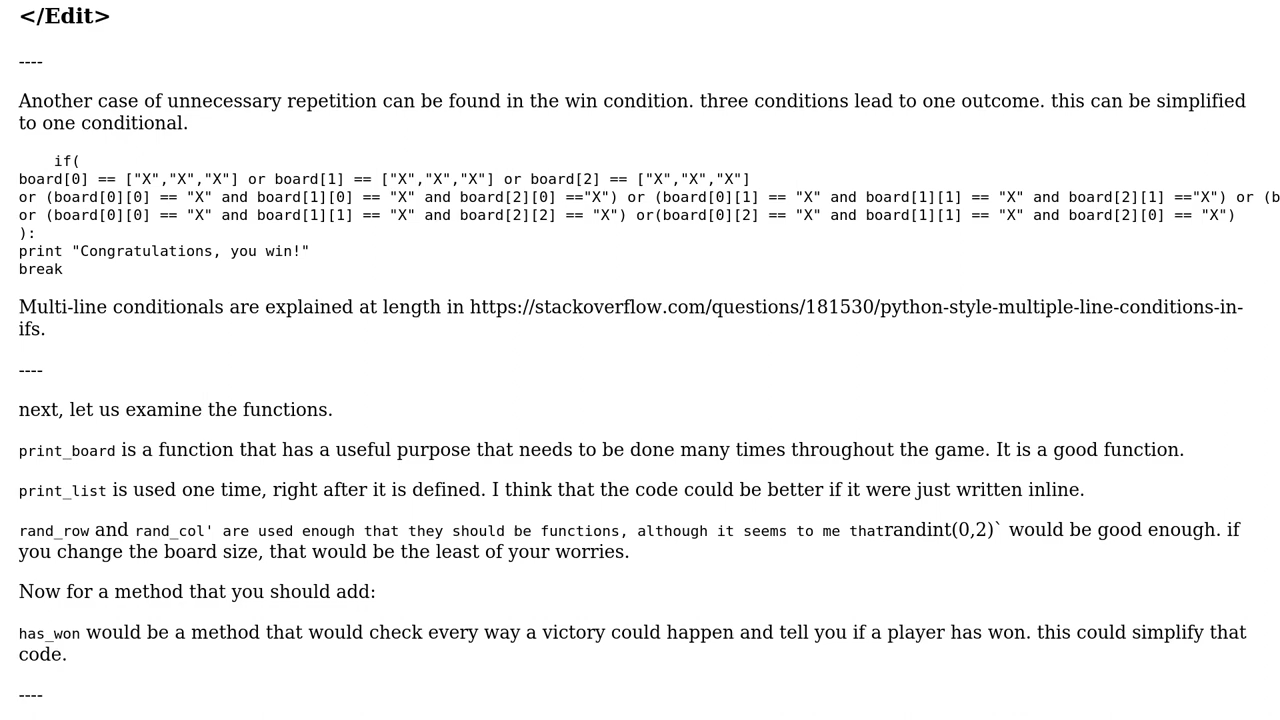 </Edit>
----
Another case of unnecessary repetition can be found in the win condition. three conditions lead to one outcome. this can be simplified
to one conditional.
if(
board[0] == ["X","X","X"] or board[1] == ["X","X","X"] or board[2] == ["X","X","X"]
or (board[0][0] == "X" and board[1][0] == "X" and board[2][0] =="X") or (board[0][1] == "X" and board[1][1] == "X" and board[2][1] =="X") or (b
or (board[0][0] == "X" and board[1][1] == "X" and board[2][2] == "X") or(board[0][2] == "X" and board[1][1] == "X" and board[2][0] == "X")
):
print "Congratulations, you win!"
break
Multi-line conditionals are explained at length in https://stackoverflow.com/questions/181530/python-style-multiple-line-conditions-in-
ifs.
----
next, let us examine the functions.
print_board is a function that has a useful purpose that needs to be done many times throughout the game. It is a good function.
print_list is used one time, right after it is defined. I think that the code could be better if it were just written inline.
rand_row and rand_col' are used enough that they should be functions, although it seems to me thatrandint(0,2)` would be good enough. if
you change the board size, that would be the least of your worries.
Now for a method that you should add:
has_won would be a method that would check every way a victory could happen and tell you if a player has won. this could simplify that
code.
----